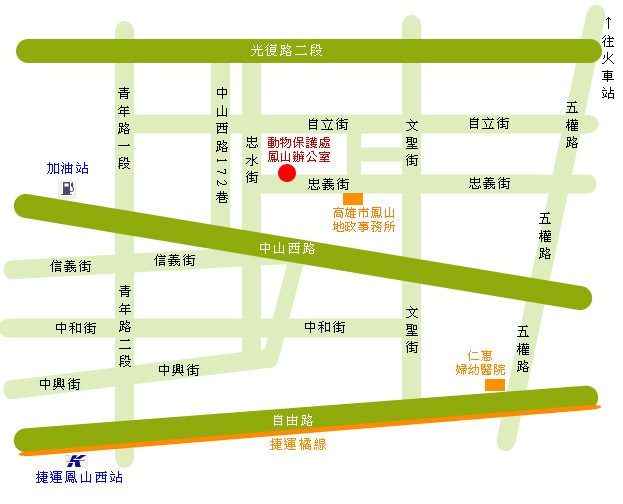 光復路二段
↑往火車站
青年路一段
中山西路172巷
自立街
自立街
文聖街
五權路
忠水街
動物保護處
鳳山辦公室
加油站
忠義街
忠義街
高雄市鳳山
地政事務所
五權路
中山西路
信義街
信義街
青年路二段
中和街
中和街
文聖街
五權路
仁惠
婦幼醫院
中興街
中興街
自由路
捷運橘線
捷運鳳山西站